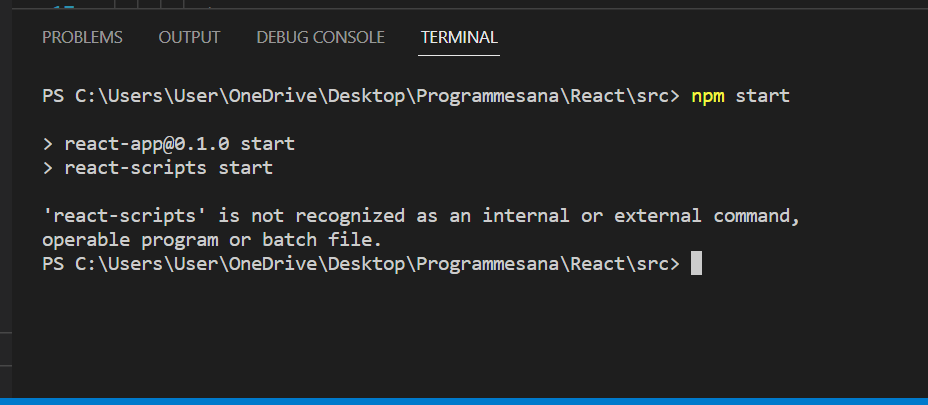 PROBLEMS OUTPUT DEBUG CONSOLE TERMINAL
PS C:\Users\User\OneDrive\Desktop\Programmesana\React\src> npm start
> react-app@0.1.0 start
> react-scripts start
'react-scripts' is not recognized as an internal or external command,
operable program or batch file.
PS C:\Users\User\OneDrive\Desktop\Programmesana\React\src>